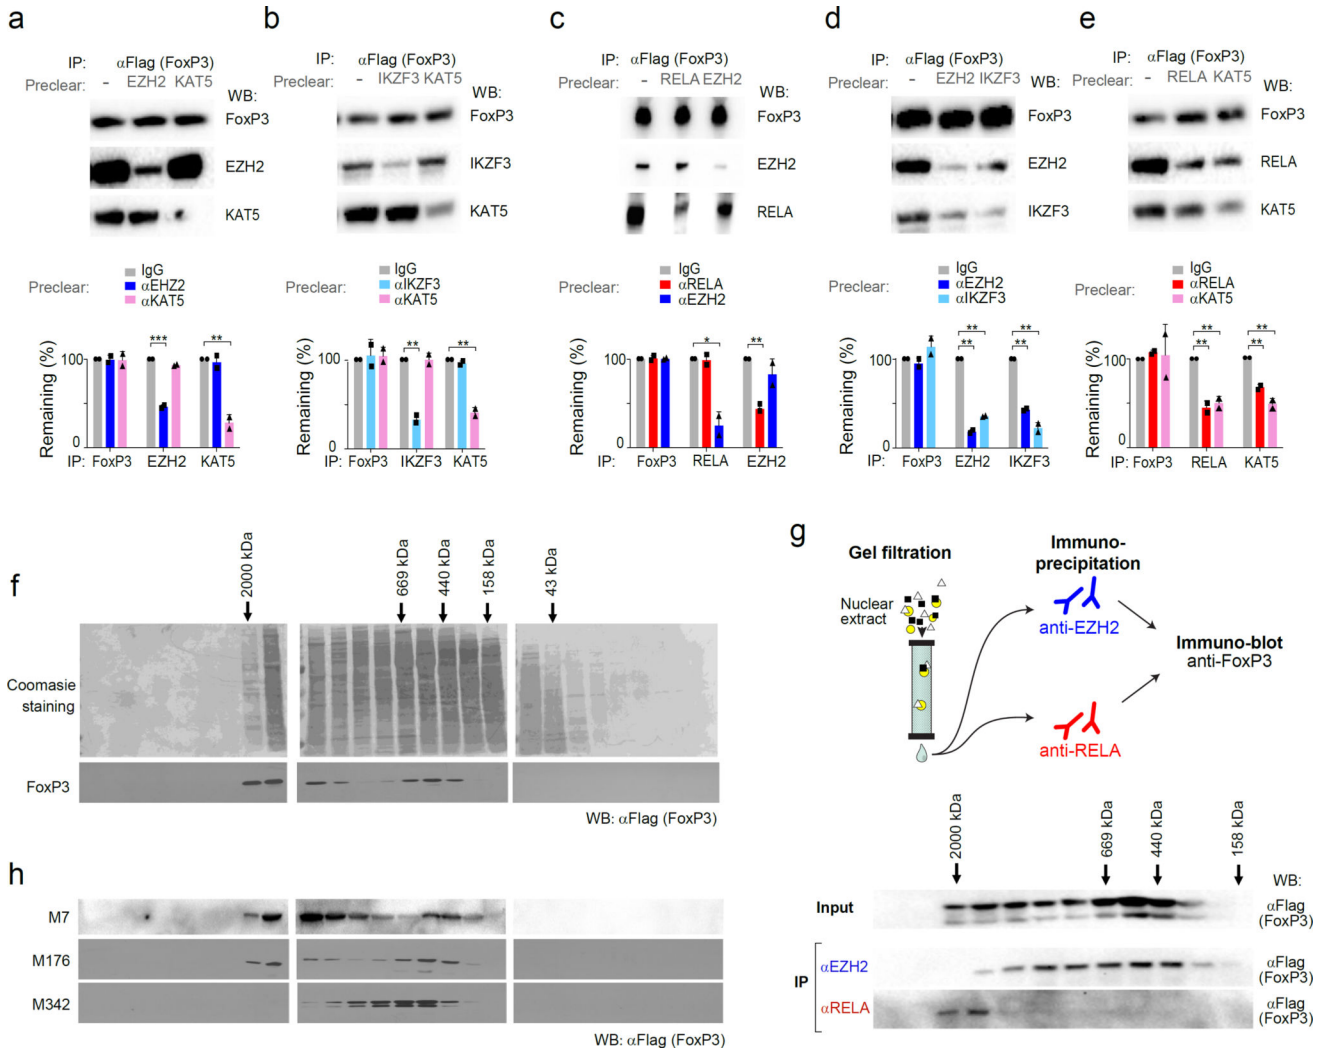 a
IP: αFlag (FoxP3)
Preclear: - EZH2 KAT5
WB:
FoxP3
EZH2
KAT5
Preclear:
IgG
αEHZ2
αKAT5
Remaining (%)
100
0
***
**
IP: FoxP3 EZH2 KAT5
b
IP: αFlag (FoxP3)
Preclear: - IKZF3 KAT5
WB:
FoxP3
IKZF3
KAT5
Preclear:
IgG
αIKZF3
αKAT5
Remaining (%)
100
0
**
**
IP: FoxP3 IKZF3 KAT5
c
IP: αFlag (FoxP3)
Preclear: - RELA EZH2
WB:
FoxP3
EZH2
RELA
Preclear:
IgG
αRELA
αEZH2
Remaining (%)
100
0
*
**
IP: FoxP3 RELA EZH2
d
IP: αFlag (FoxP3)
Preclear: - EZH2 IKZF3
WB:
FoxP3
EZH2
IKZF3
Preclear:
IgG
αEZH2
αIKZF3
Remaining (%)
100
0
**
**
**
**
IP: FoxP3 EZH2 IKZF3
e
IP: αFlag (FoxP3)
Preclear: - RELA KAT5
WB:
FoxP3
RELA
KAT5
Preclear:
IgG
αRELA
αKAT5
Remaining (%)
100
0
**
**
**
**
IP: FoxP3 RELA KAT5
f
2000 kDa
669 kDa
440 kDa
158 kDa
43 kDa
Coomasie
staining
FoxP3
WB: αFlag (FoxP3)
g
Gel filtration
Nuclear
extract
Immuno-
precipitation
anti-EZH2
anti-RELA
Immuno-blot
anti-FoxP3
2000 kDa
669 kDa
440 kDa
158 kDa
WB:
Input
αFlag
(FoxP3)
IP
αEZH2
αFlag
(FoxP3)
αRELA
αFlag
(FoxP3)
h
M7
M176
M342
WB: αFlag (FoxP3)